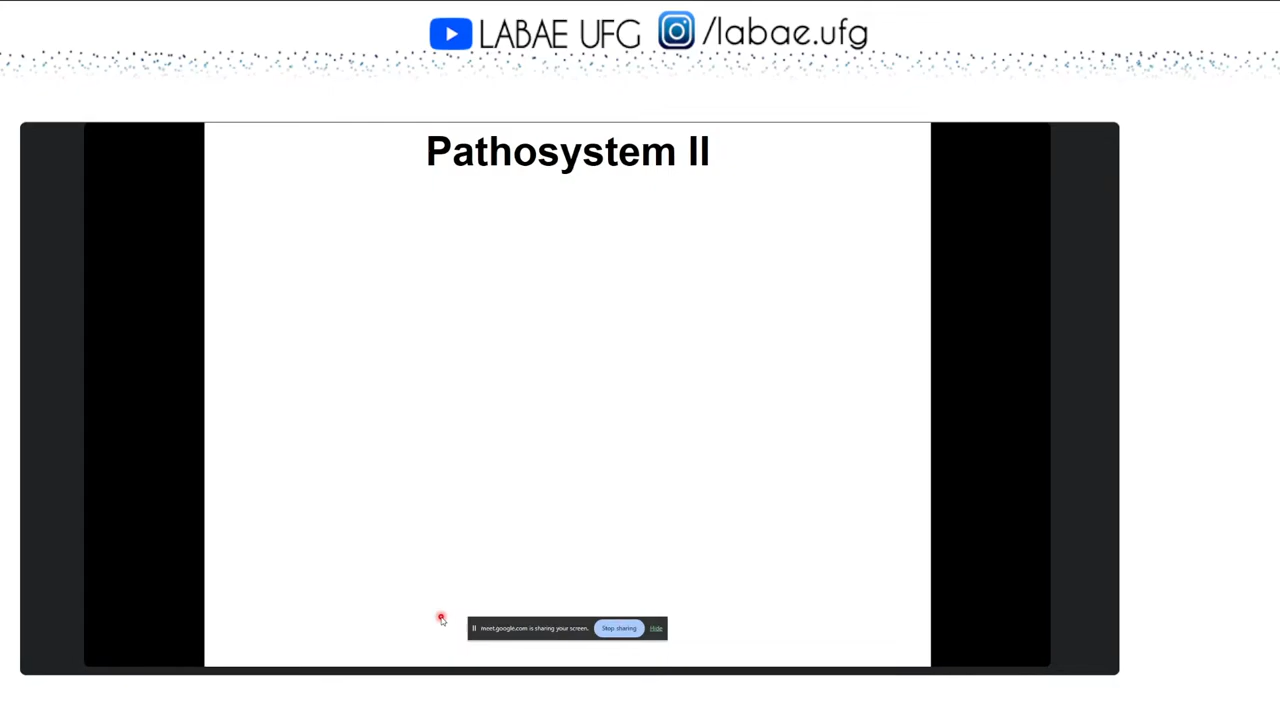 LABAE UFG /labae.ufg
Pathosystem II
meet.google.com is sharing your screen. Stop sharing Hide